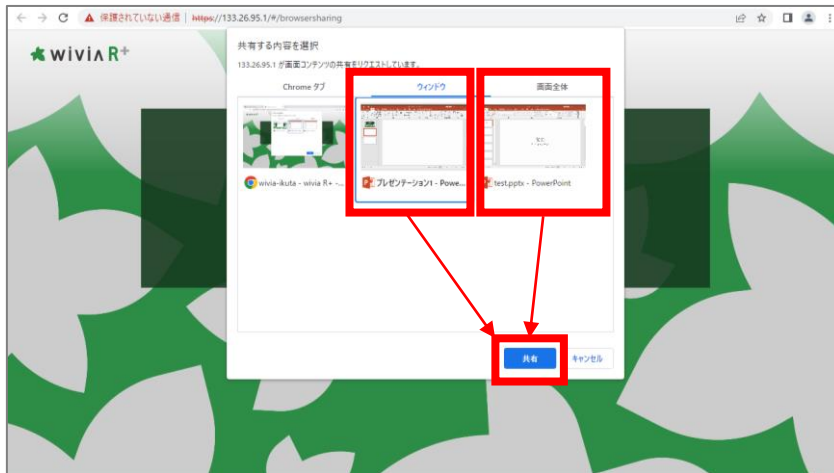 保護されていない通信 | https://133.26.95.1/#/browsersharing
wiviaR+
共有する内容を選択
133.26.95.1 が画面コンテンツの共有をリクエストしています。
Chrome タブ
ウィンドウ
画面全体
wivia-ikuta - wivia R+ -...
プレゼンテーション1 - Powe...
test.pptx - PowerPoint
共有
キャンセル